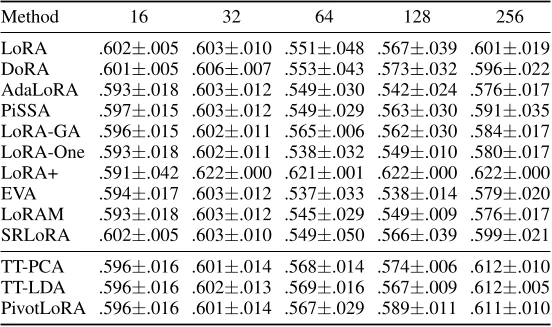 Method 16 32 64 128 256
LoRA .602±.005 .603±.010 .551±.048 .567±.039 .601±.019
DoRA .601±.005 .606±.007 .553±.043 .573±.032 .596±.022
AdaLoRA .593±.018 .603±.012 .549±.030 .542±.024 .576±.017
PiSSA .597±.015 .603±.012 .549±.029 .563±.030 .591±.035
LoRA-GA .596±.015 .602±.011 .565±.006 .562±.030 .584±.017
LoRA-One .593±.018 .602±.011 .538±.032 .549±.010 .580±.017
LoRA+ .591±.042 .622±.000 .621±.001 .622±.000 .622±.000
EVA .594±.017 .603±.012 .537±.033 .538±.014 .579±.020
LoRAM .593±.018 .603±.012 .545±.029 .549±.009 .576±.017
SRLoRA .602±.005 .603±.010 .549±.050 .566±.039 .599±.021
TT-PCA .596±.016 .601±.014 .568±.014 .574±.006 .612±.010
TT-LDA .596±.016 .602±.013 .569±.016 .567±.009 .612±.005
PivotLoRA .596±.016 .601±.014 .567±.029 .589±.011 .611±.010